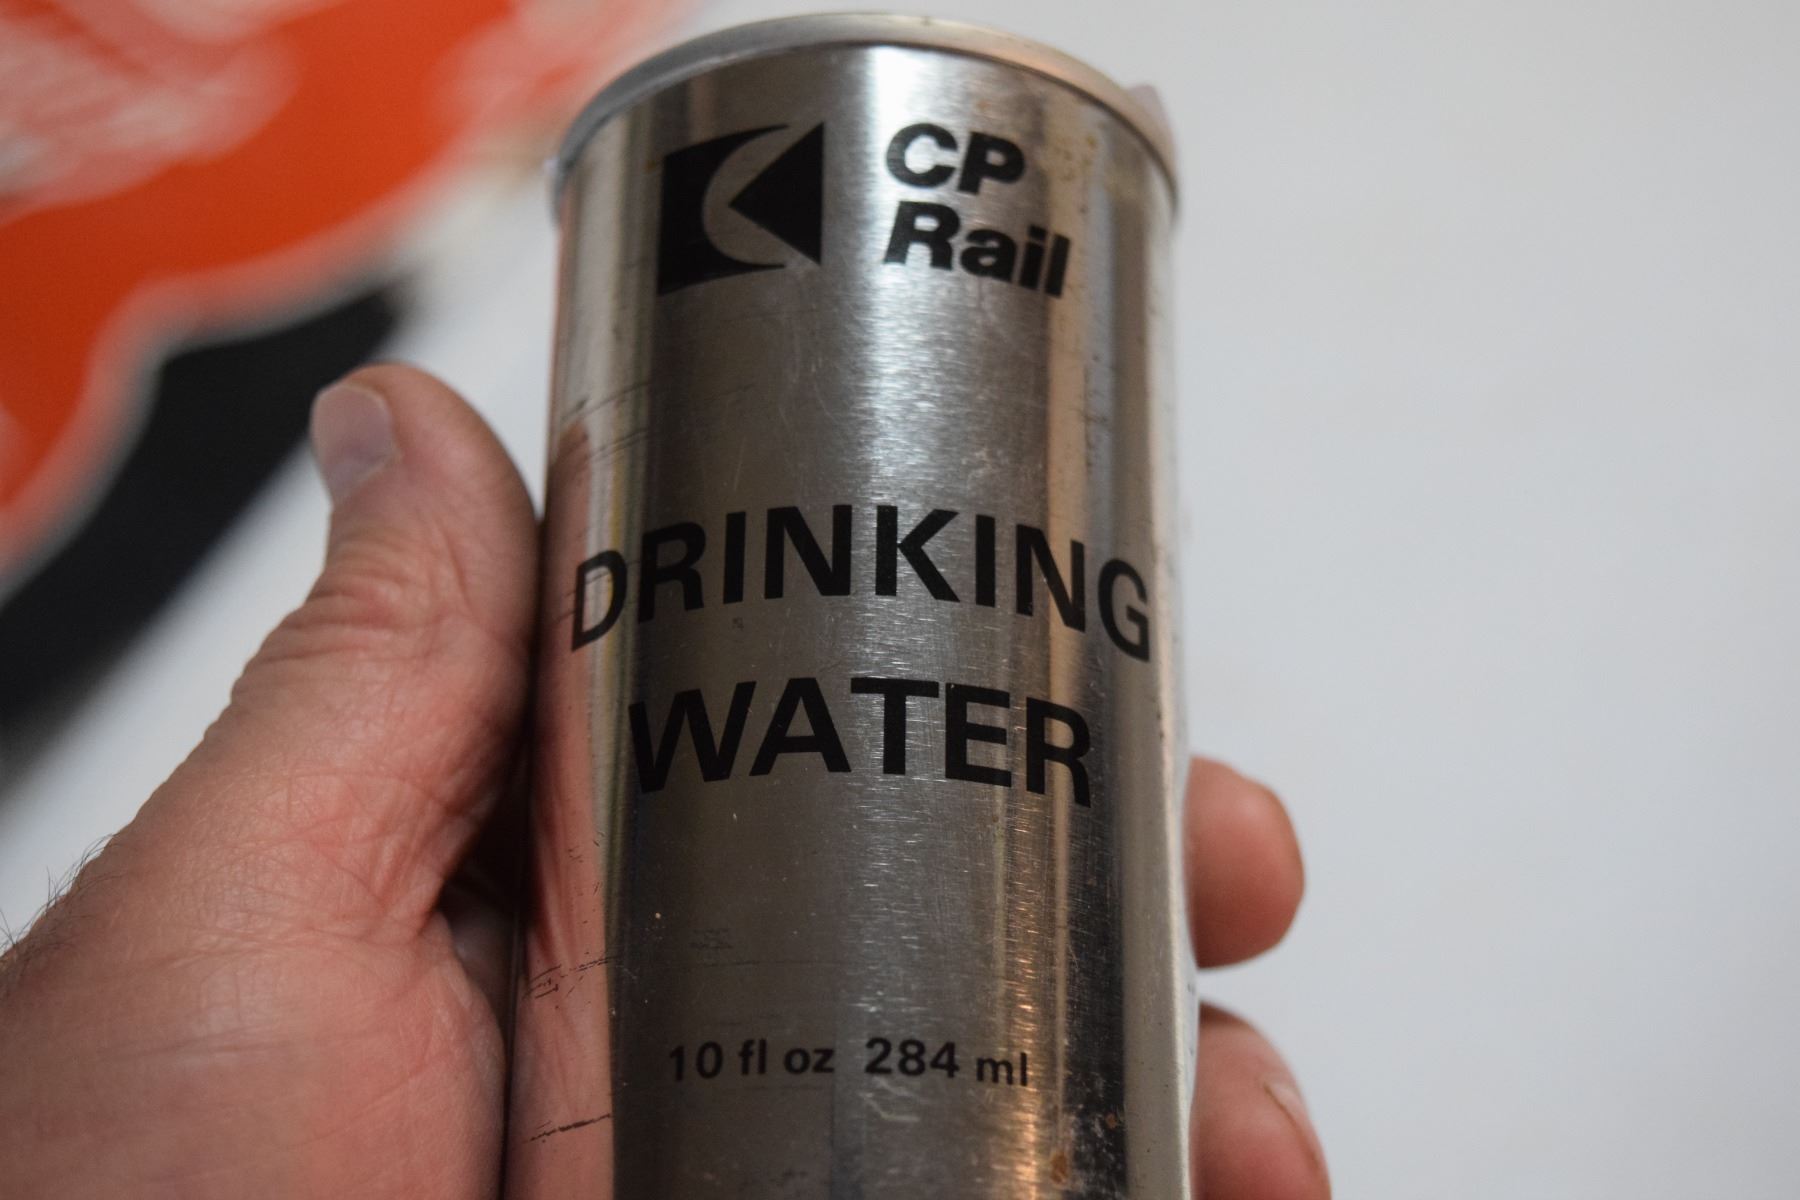 CP
Rail
DRINKING
WATER
10 fl oz 284 ml